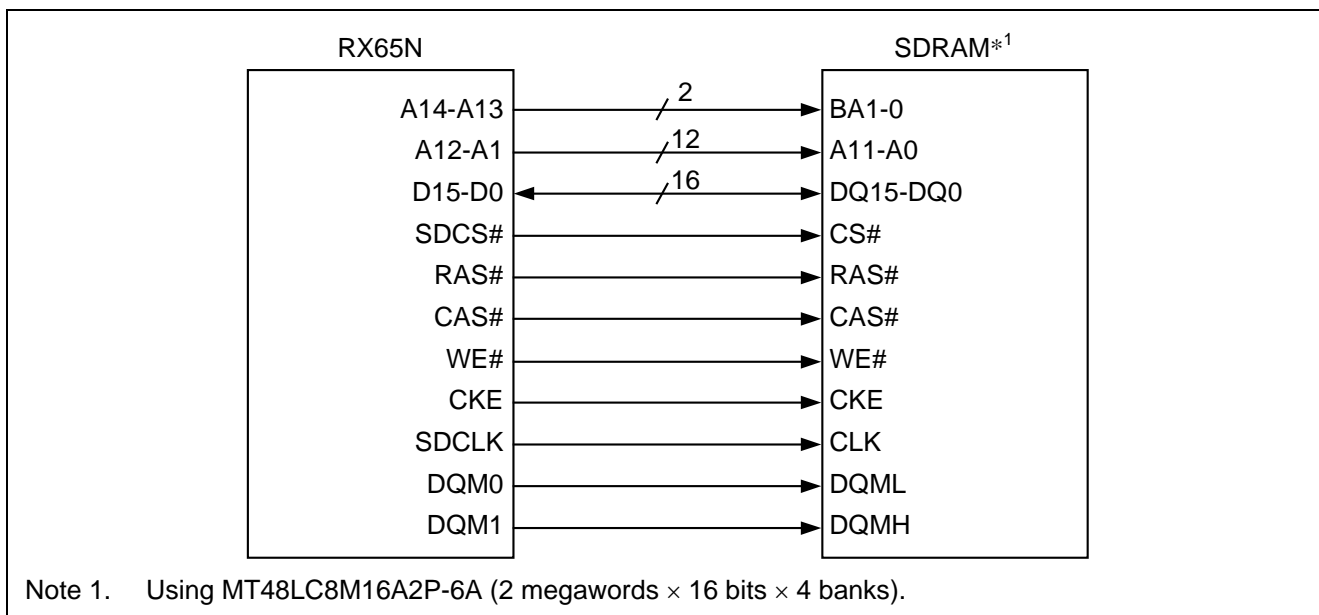 RX65N SDRAM*1
A14-A13 2 BA1-0
A12-A1 12 A11-A0
D15-D0 16 DQ15-DQ0
SDCS# CS#
RAS# RAS#
CAS# CAS#
WE# WE#
CKE CKE
SDCLK CLK
DQM0 DQML
DQM1 DQMH
Note 1. Using MT48LC8M16A2P-6A (2 megawords × 16 bits × 4 banks).